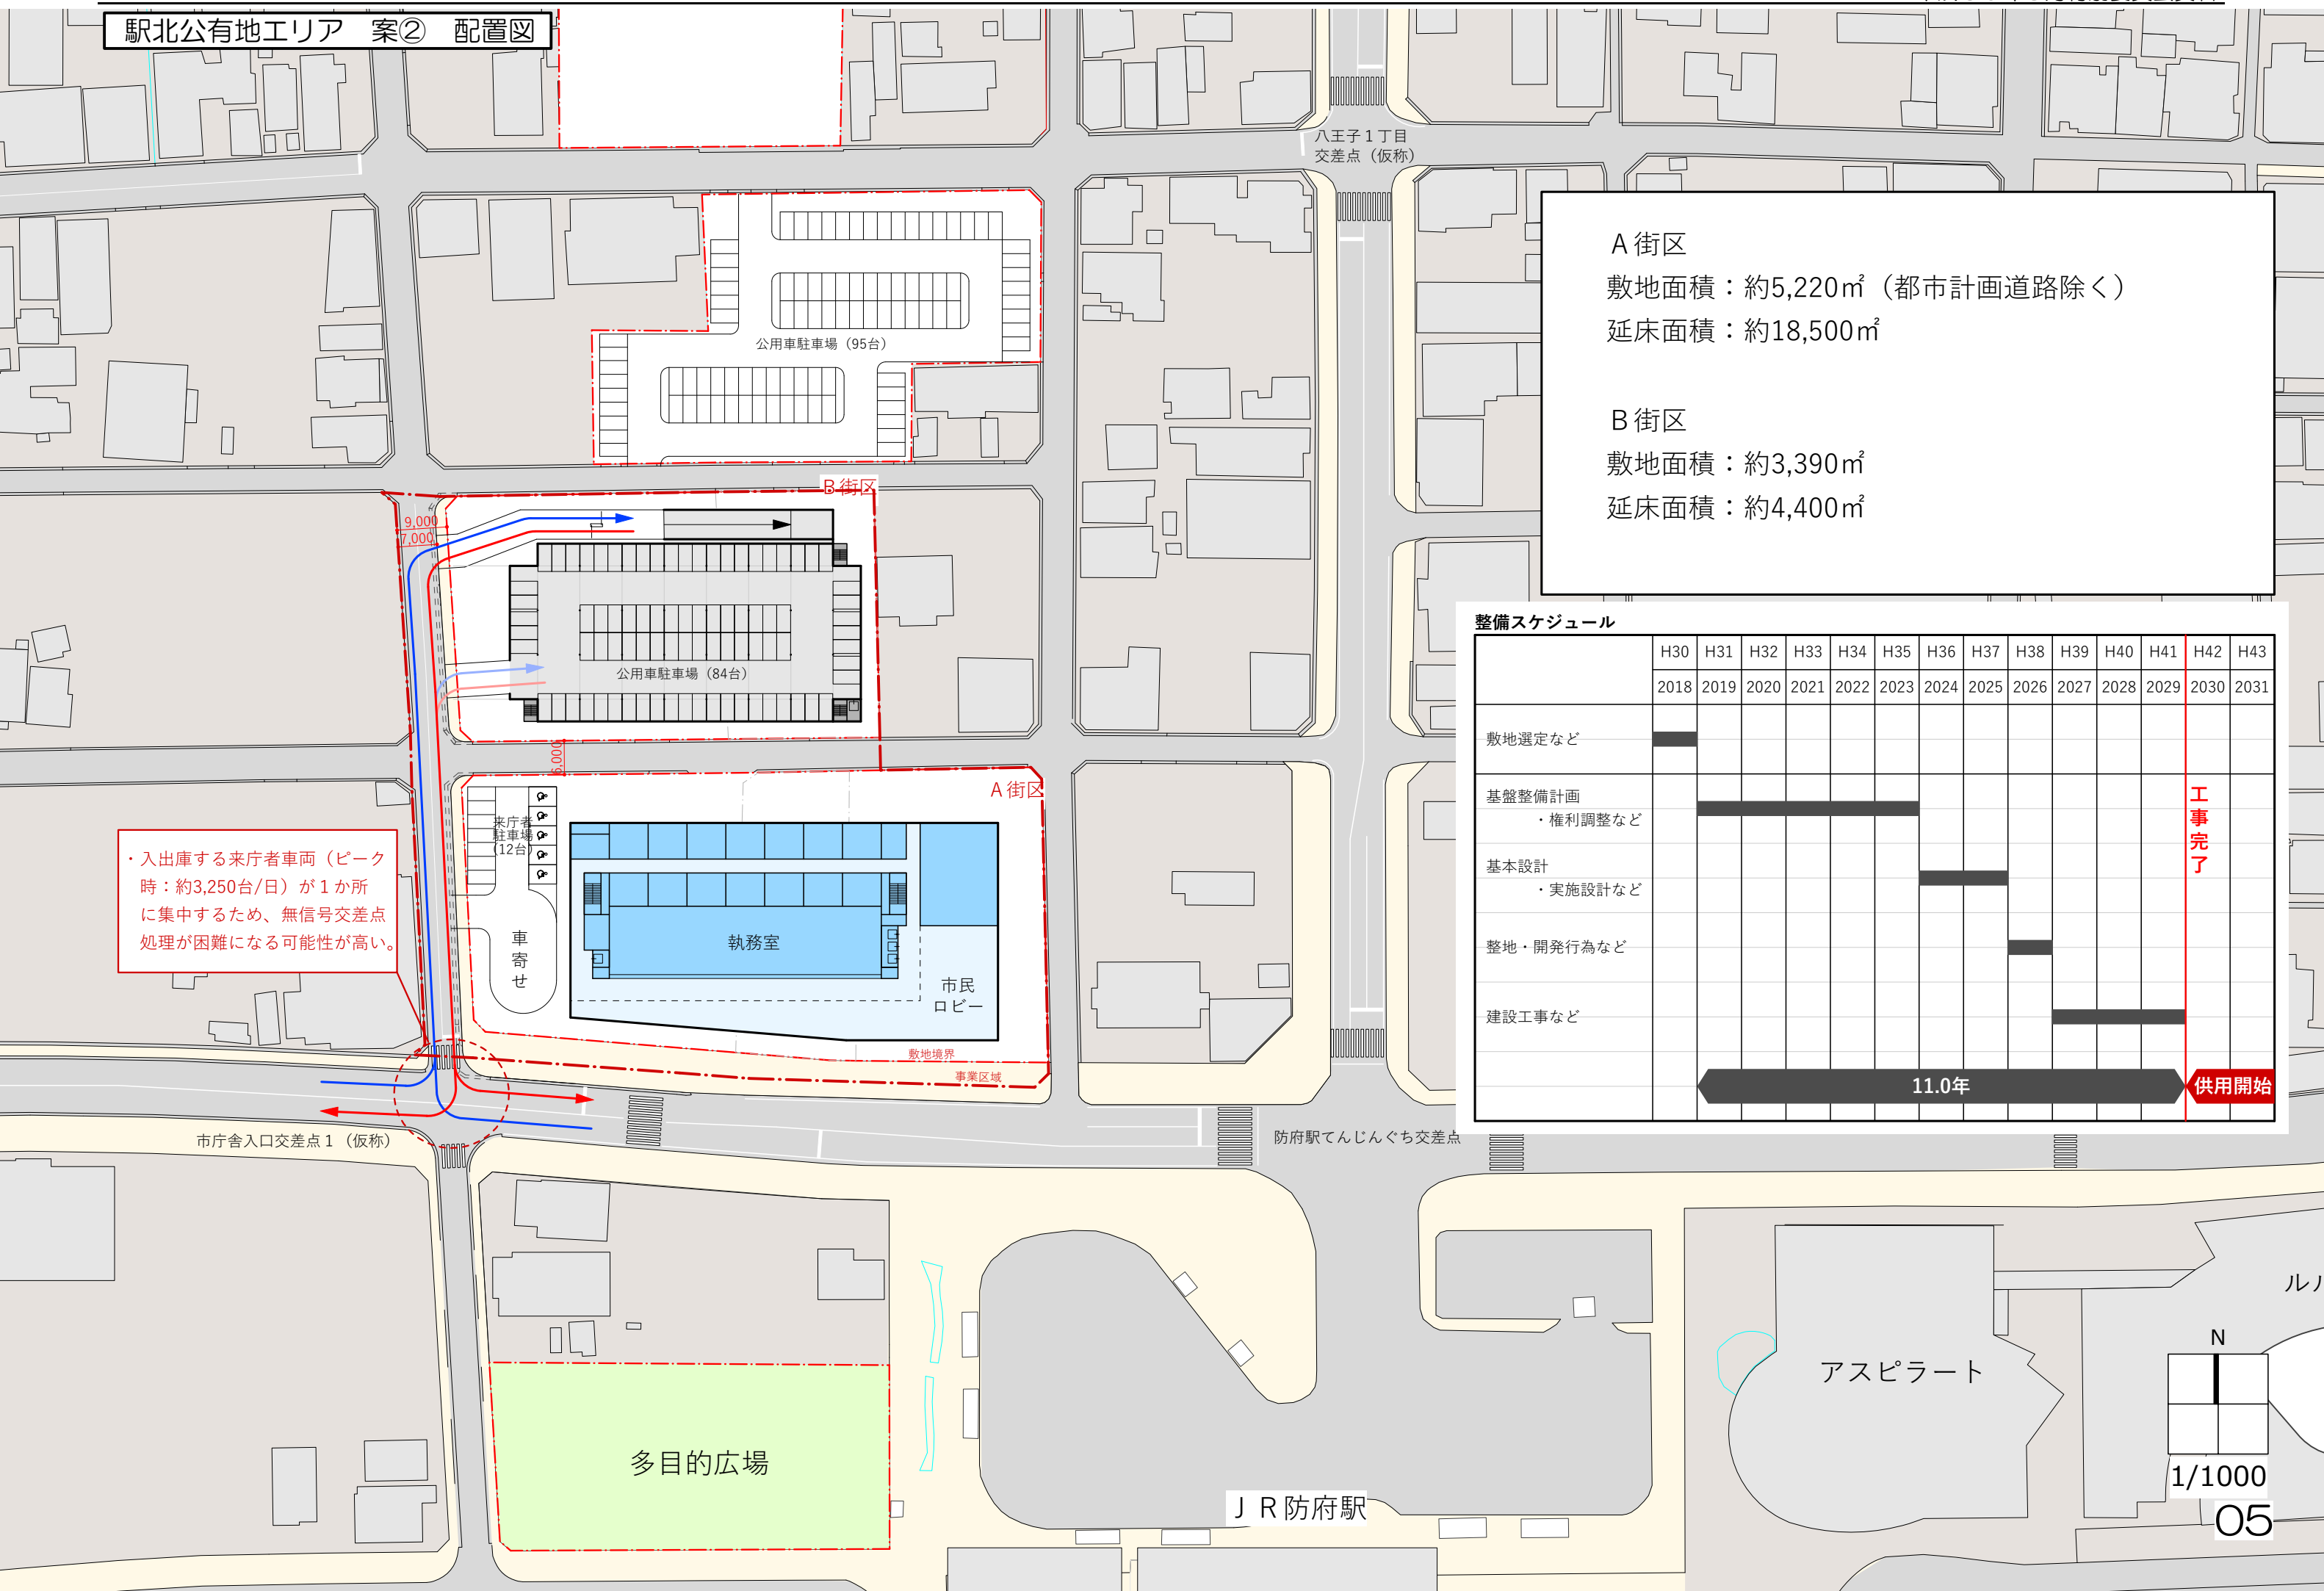 駅北公有地エリア　案②　配置図
八王子１丁目
交差点（仮称）
Ａ街区
敷地面積：約5,220㎡（都市計画道路除く）
延床面積：約18,500㎡
Ｂ街区
敷地面積：約3,390㎡
延床面積：約4,400㎡
公用車駐車場（95台）
Ｂ街区
9,000
7,000
公用車駐車場（84台）
6,000
Ａ街区
来庁者
駐車場
(12台)
車寄せ
執務室
市民
ロビー
敷地境界
事業区域
・入出庫する来庁者車両（ピーク
時：約3,250台/日）が１か所
に集中するため、無信号交差点
処理が困難になる可能性が高い。
整備スケジュール
H30 H31 H32 H33 H34 H35 H36 H37 H38 H39 H40 H41 H42 H43
2018 2019 2020 2021 2022 2023 2024 2025 2026 2027 2028 2029 2030 2031
敷地選定など
基盤整備計画
・権利調整など
基本設計
・実施設計など
整地・開発行為など
建設工事など
工事完了
11.0年
供用開始
市庁舎入口交差点１（仮称）
防府駅てんじんぐち交差点
多目的広場
ＪＲ防府駅
アスピラート
N
1/1000
05